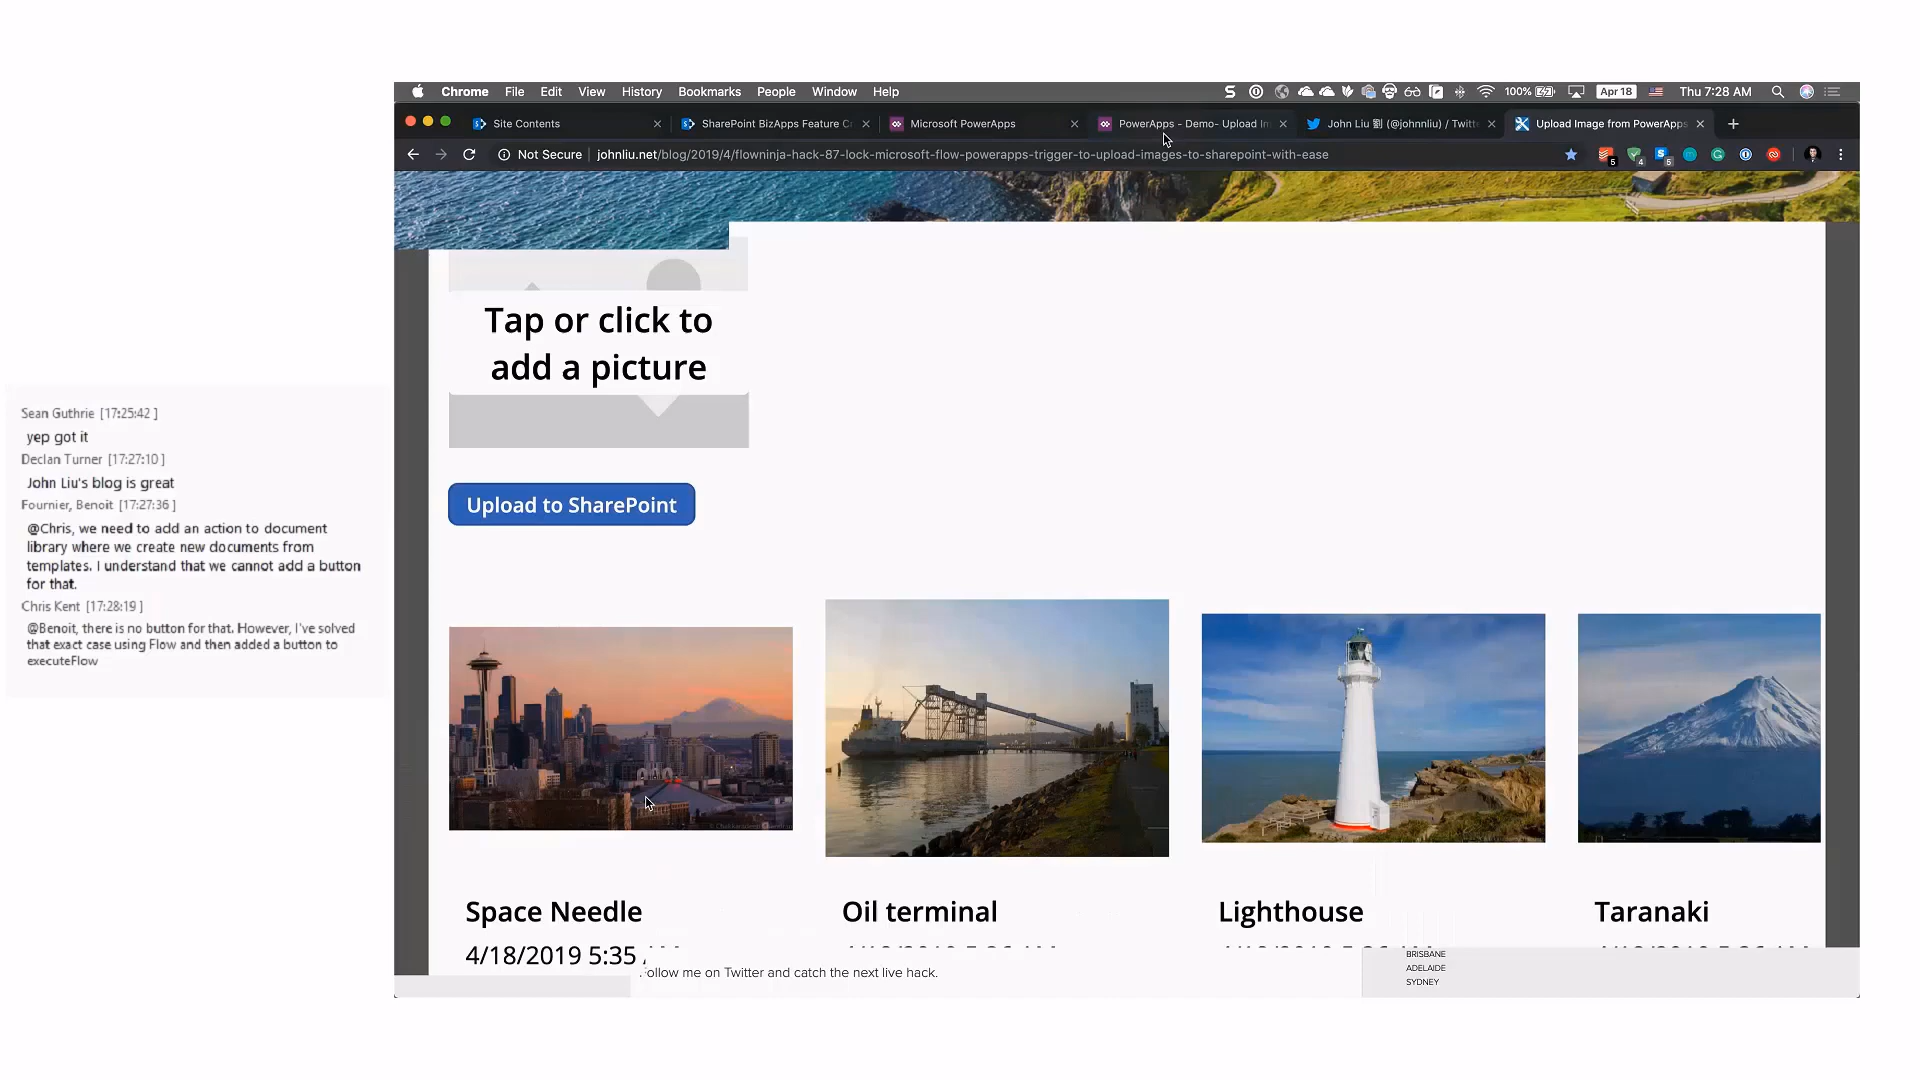 Chrome File Edit View History Bookmarks People Window Help
100% Apr 18 Thu 7:28 AM
Site Contents
SharePoint BizApps Feature C
Microsoft PowerApps
PowerApps - Demo- Upload Im
John Liu 劉 (@johnliu) / Twitt
Upload Image from PowerApps
Not Secure johnliu.net/blog/2019/4/flowninja-hack-87-lock-microsoft-flow-powerapps-trigger-to-upload-images-to-sharepoint-with-ease
5 4 5
Tap or click to
add a picture
Sean Guthrie [17:25:42 ]
yep got it
Declan Turner [17:27:10 ]
John Liu's blog is great
Fournier, Benoit [17:27:36 ]
@Chris, we need to add an action to document
library where we create new documents from
templates. I understand that we cannot add a button
for that.
Chris Kent [17:28:19 ]
@Benoit, there is no button for that. However, I've solved
that exact case using Flow and then added a button to
executeFlow
Upload to SharePoint
Space Needle
Oil terminal
Lighthouse
Taranaki
4/18/2019 5:35
ollow me on Twitter and catch the next live hack.
BRISBANE
ADELAIDE
SYDNEY